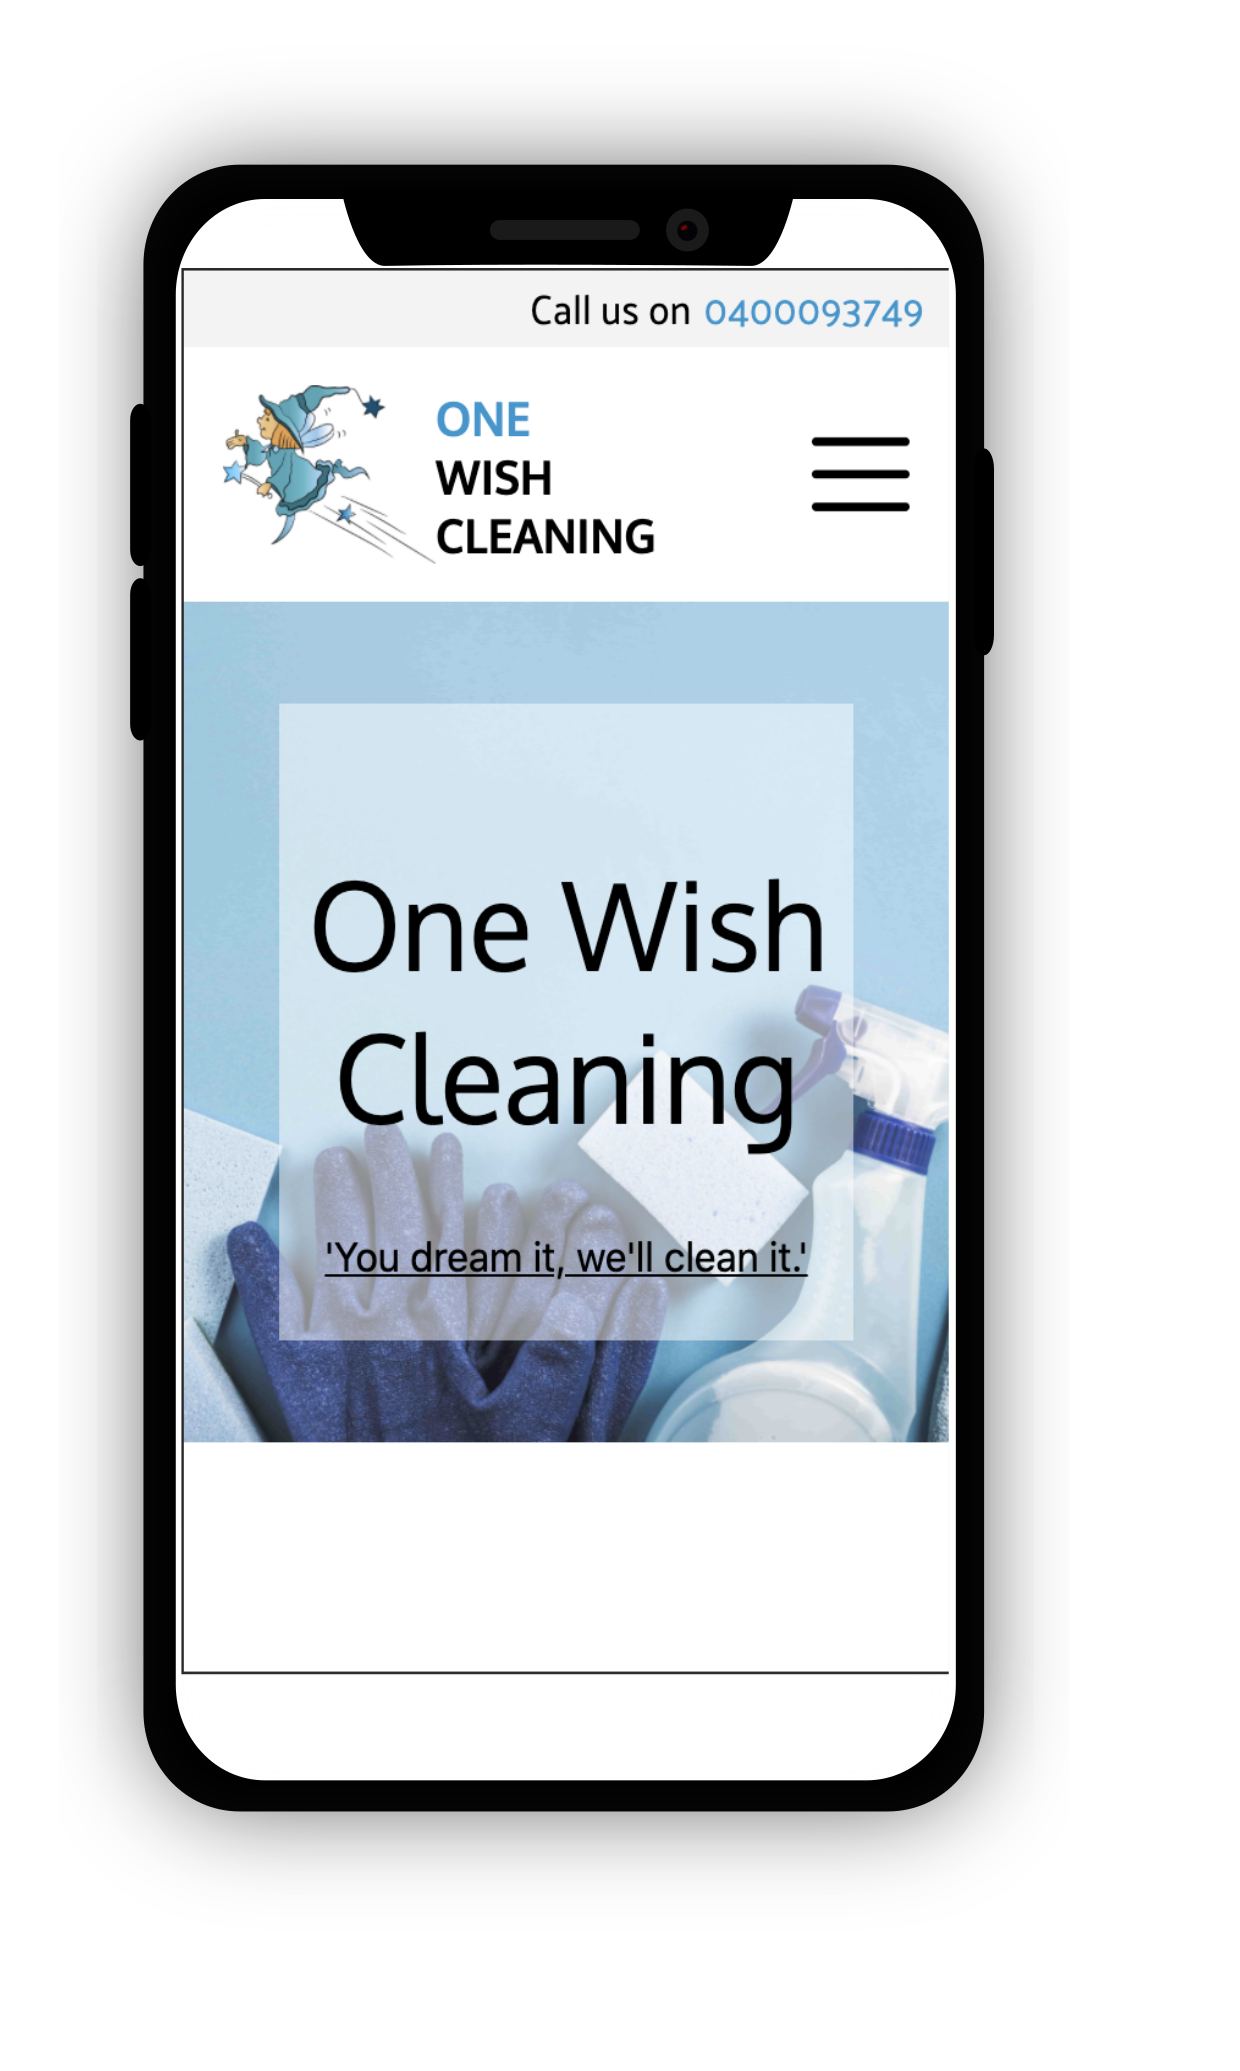 Call us on 0400093749
ONE
WISH
CLEANING
One Wish
Cleaning
'You dream it, we'll clean it.'